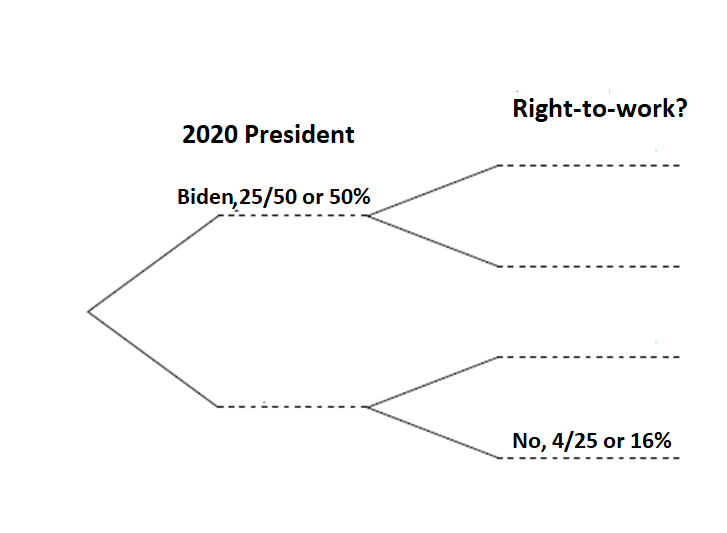 Right-to-work?
2020 President
Biden,25/50 or 50%
No, 4/25 or 16%